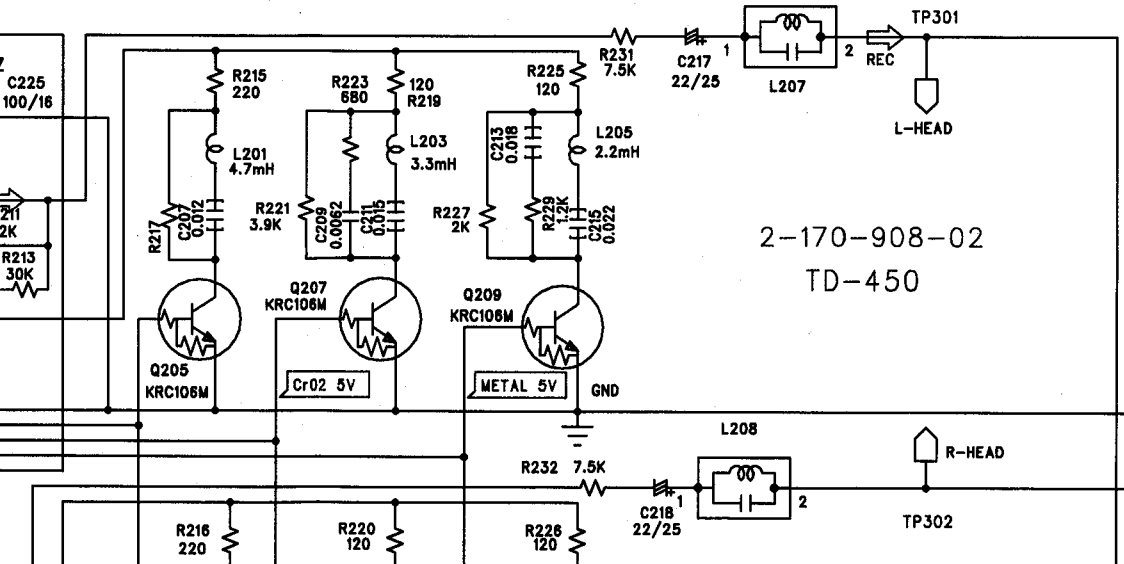 TP301
REC
L-HEAD
1
2
L207
R231
7.5K
C217
22/25
C225
100/16
R215
220
R223
680
120
R219
R225
120
L201
4.7mH
L203
3.3mH
C213
0.018
L205
2.2mH
R217
C207
0.012
R221
3.9K
C209
0.0062
C211
0.015
R227
2K
R229
1.2K
C215
0.022
2K
R213
30K
2-170-908-02
TD-450
Q205
KRC106M
Q207
KRC106M
Q209
KRC106M
CrO2 5V
METAL 5V
GND
L208
R-HEAD
R232 7.5K
1
2
C218
22/25
TP302
R216
220
R220
120
R226
120